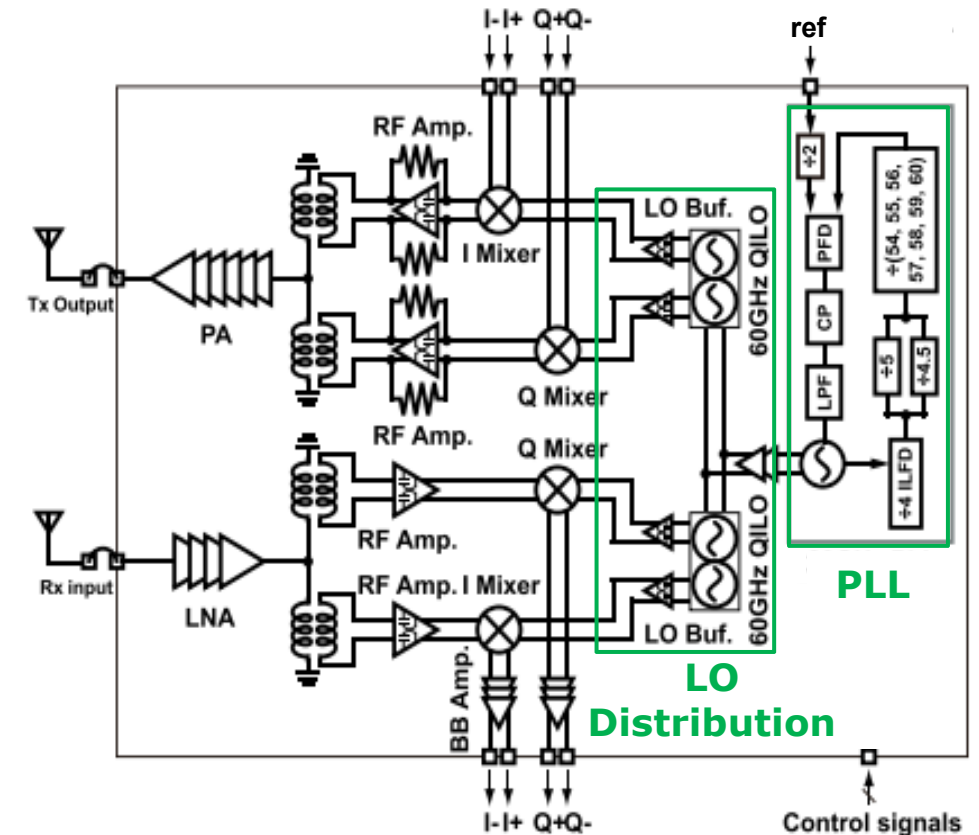 I- I+ Q+Q-
ref
RF Amp.
÷2
÷(54, 55, 56,
57, 58, 59, 60)
LO Buf.
I Mixer
60GHz QILO
PFD
Tx Output
PA
CP
÷5
÷4.5
Q Mixer
LPF
RF Amp.
Q Mixer
÷4 ILFD
RF Amp.
60GHz QILO
Rx input
RF Amp.
I Mixer
PLL
LNA
LO Buf.
BB Amp.
LO
Distribution
I- I+ Q+Q-
Control signals